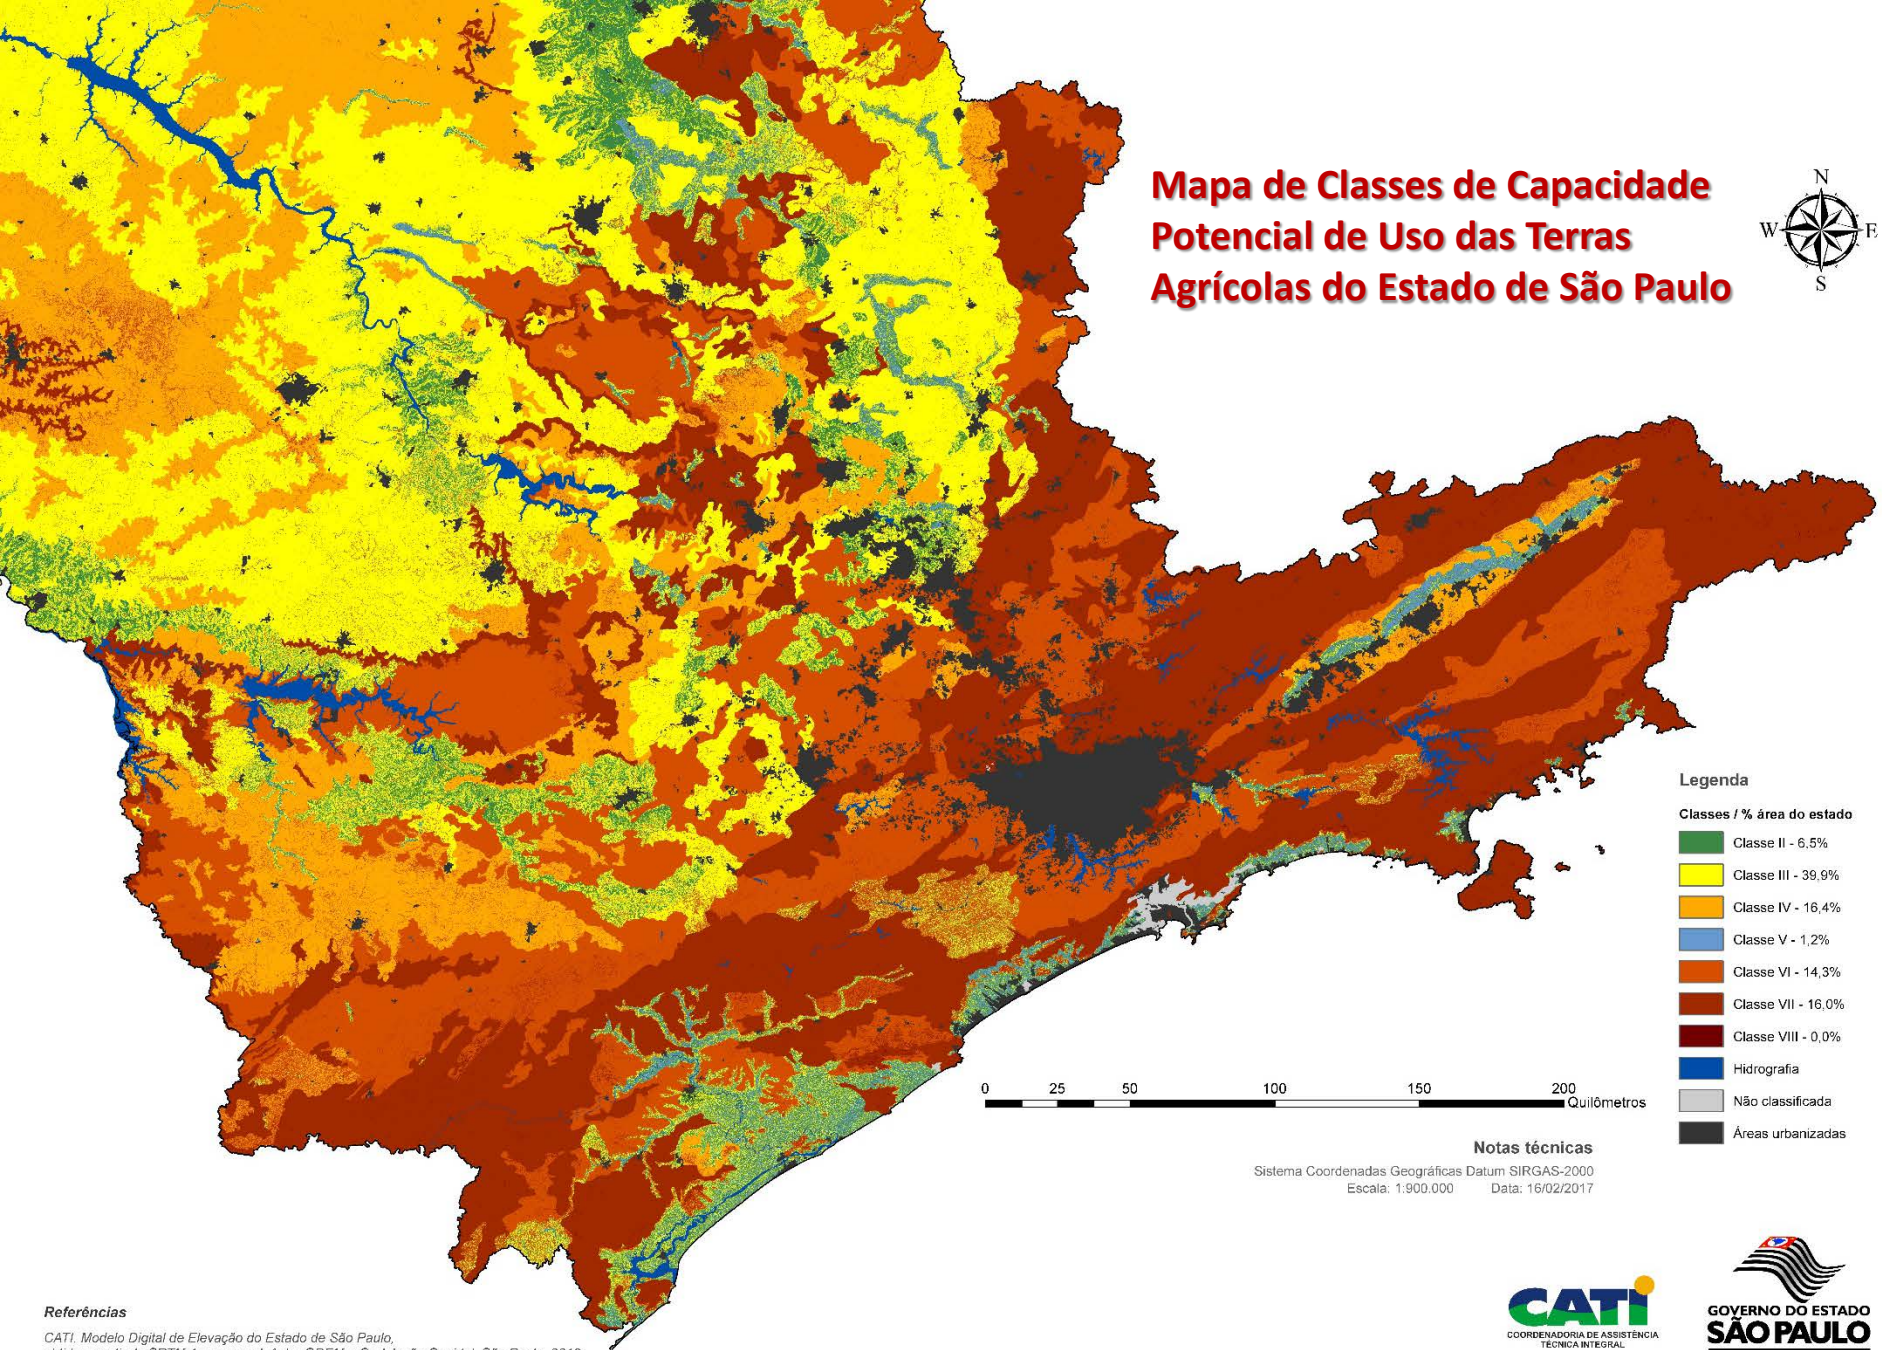 Mapa de Classes de Capacidade
Potencial de Uso das Terras
Agrícolas do Estado de São Paulo
N
W
E
S
Legenda
Classes / % área do estado
Classe II - 6,5%
Classe III - 39,9%
Classe IV - 16,4%
Classe V - 1,2%
Classe VI - 14,3%
Classe VII - 16,0%
Classe VIII - 0,0%
Hidrografia
Não classificada
Áreas urbanizadas
0 25 50 100 150 200
Quilômetros
Notas técnicas
Sistema Coordenadas Geográficas Datum SIRGAS-2000
Escala: 1:900.000 Data: 16/02/2017
Referências
CATI. Modelo Digital de Elevação do Estado de São Paulo,
CATI
COORDENADORIA DE ASSISTÊNCIA
TÉCNICA INTEGRAL
GOVERNO DO ESTADO
SÃO PAULO